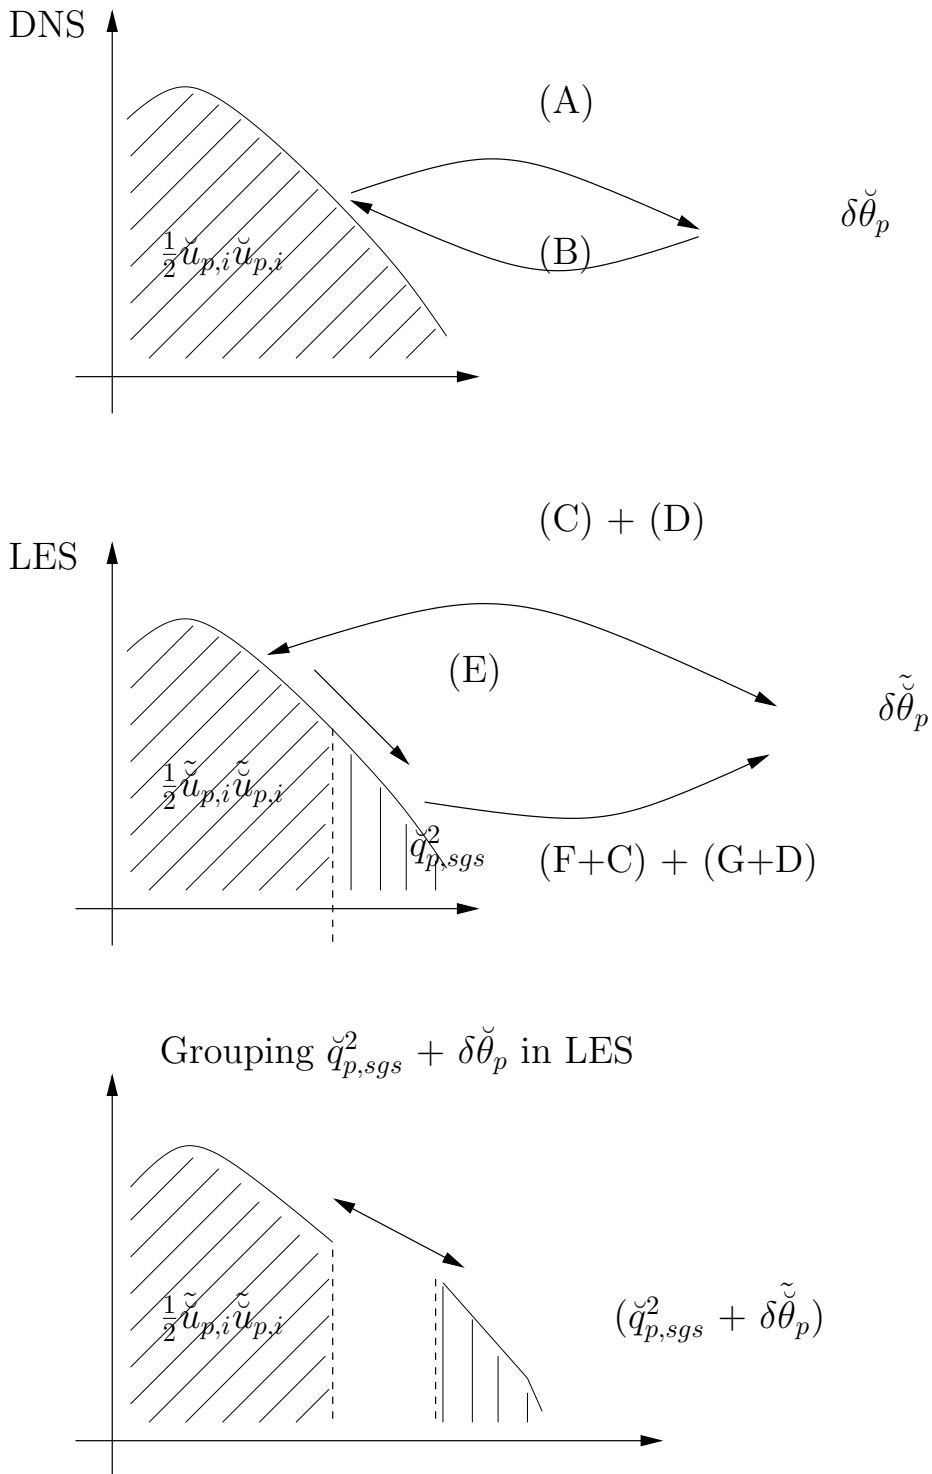 DNS
(A)
δθ̆_p
½ŭ_{p,i}ŭ_{p,i}
(B)
(C) + (D)
LES
(E)
δθ̆̃_p
½ŭ̃_{p,i}ŭ̃_{p,i}
q̆²_{p,sgs}
(F+C) + (G+D)
Grouping q̆²_{p,sgs} + δθ̆_p in LES
½ŭ̃_{p,i}ŭ̃_{p,i}
(q̆²_{p,sgs} + δθ̆̃_p)